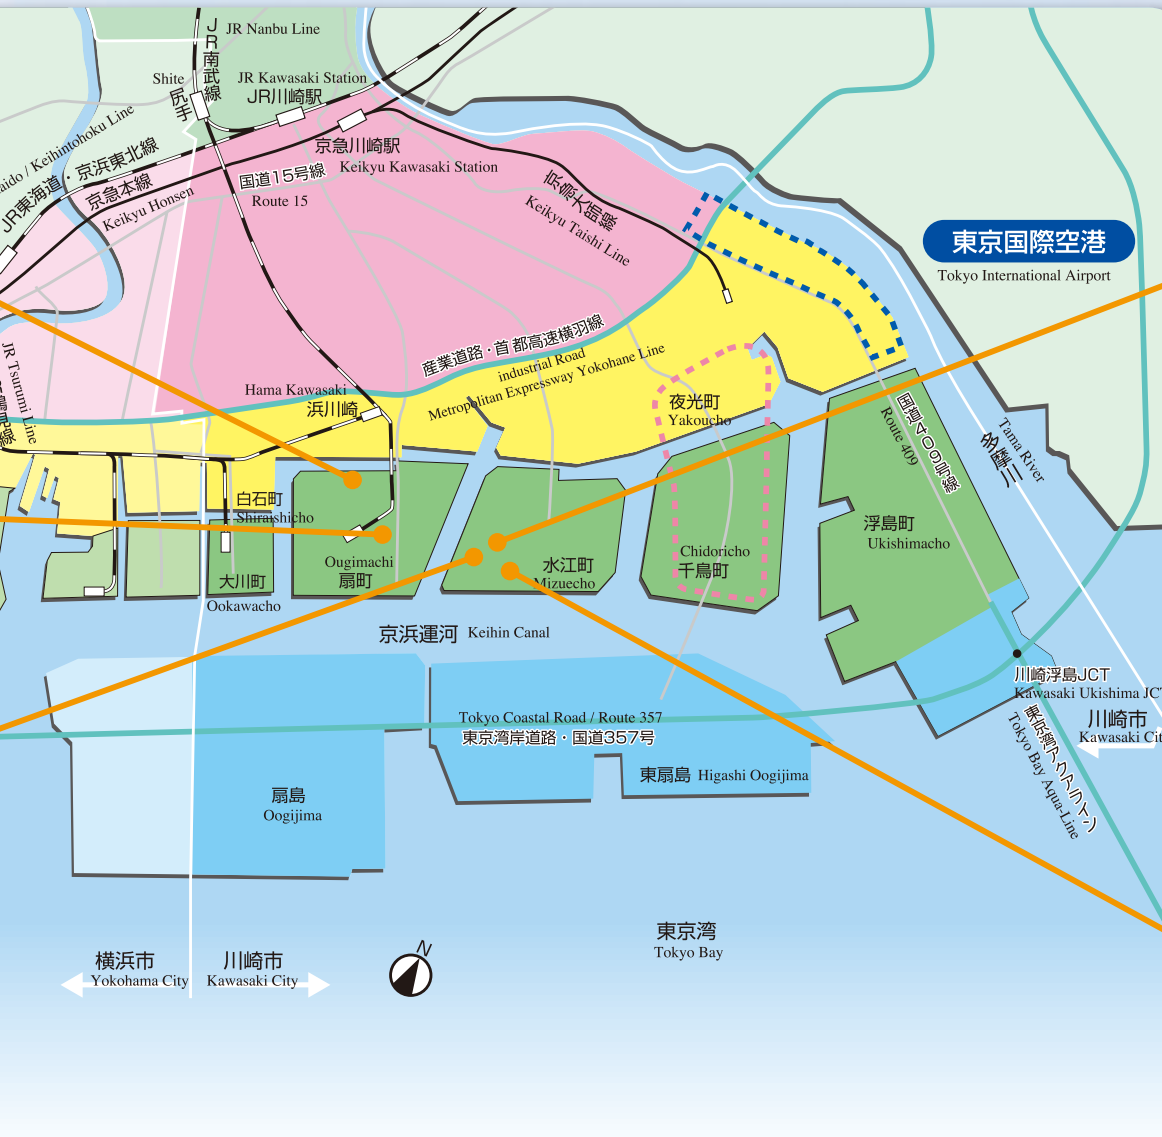 JR南武線
JR Nanbu Line
Shite
尻手
JR Kawasaki Station
JR川崎駅
京急川崎駅
Keikyu Kawasaki Station
aido / Keihintohoku Line
JR東海道・京浜東北線
京急本線
Keikyu Honsen
国道15号線
Route 15
京急大師線
Keikyu Taishi Line
東京国際空港
Tokyo International Airport
産業道路・首都高速横羽線
industrial Road
Metropolitan Expressway Yokohane Line
JR Tsurumi Line
Hama Kawasaki
浜川崎
夜光町
Yakoucho
国道409号線
Route 409
多摩川
Tama River
白石町
Shiraishicho
大川町
Ookawacho
Ougimachi
扇町
水江町
Mizuecho
Chidoricho
千鳥町
浮島町
Ukishimacho
京浜運河 Keihin Canal
川崎浮島JCT
Kawasaki Ukishima JCT
川崎市
Kawasaki Cit
東京湾アクアライン
Tokyo Bay Aqua-Line
Tokyo Coastal Road / Route 357
東京湾岸道路・国道357号
東扇島 Higashi Oogijima
扇島
Oogijima
東京湾
Tokyo Bay
横浜市
Yokohama City
川崎市
Kawasaki City
N